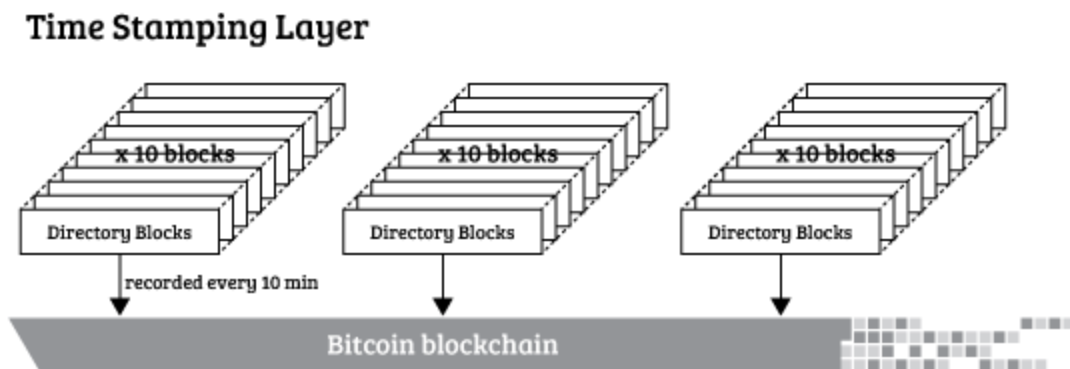 Time Stamping Layer
x 10 blocks
x 10 blocks
x 10 blocks
Directory Blocks
Directory Blocks
Directory Blocks
recorded every 10 min
Bitcoin blockchain